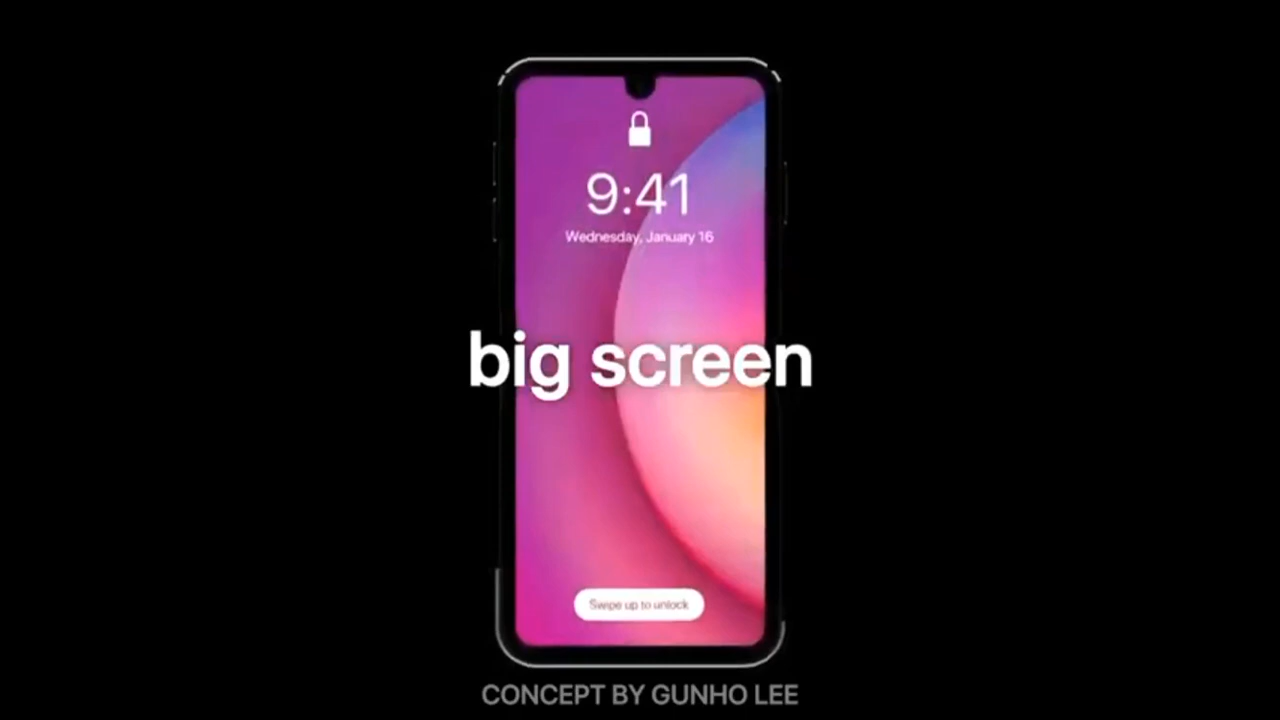 9:41
Wednesday, January 16
big screen
Swipe up to unlock
CONCEPT BY GUNHO LEE